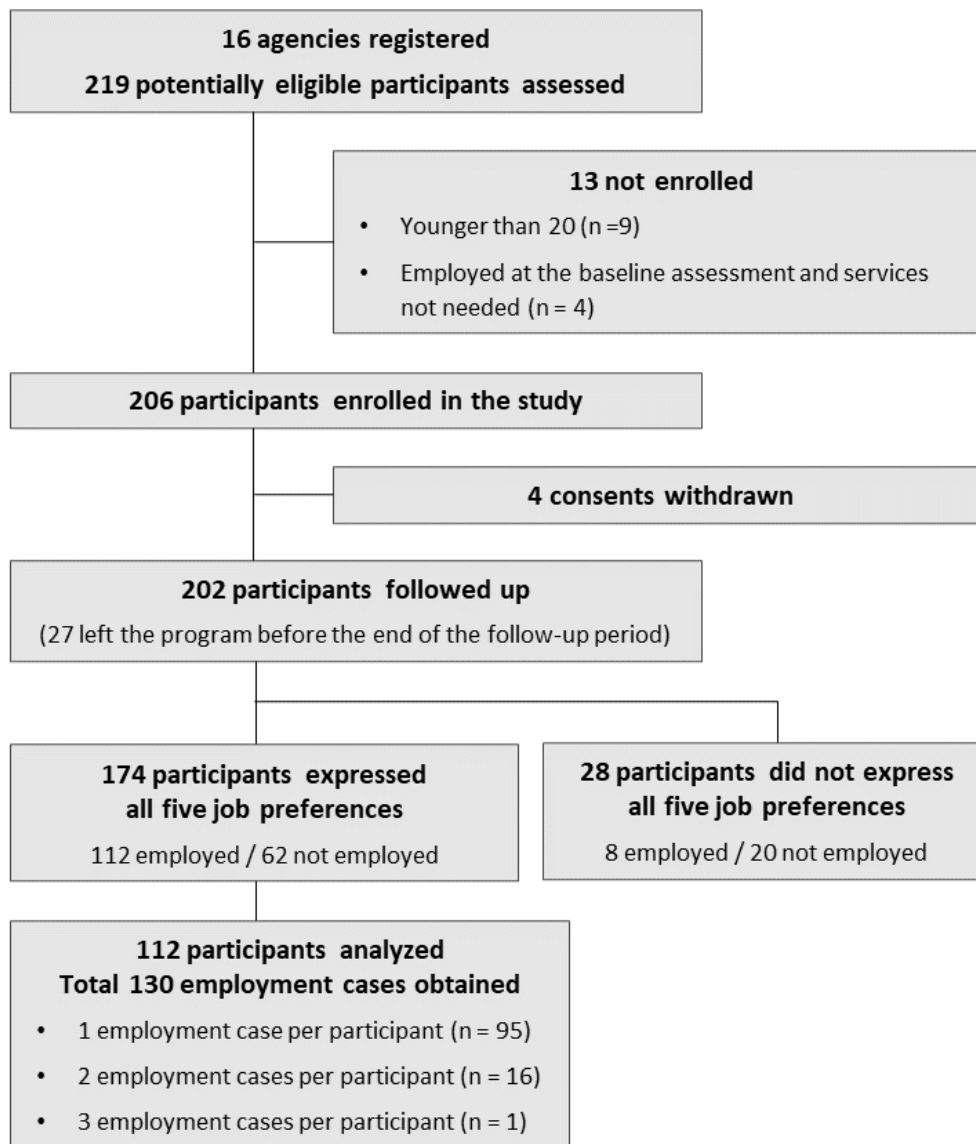 16 agencies registered
219 potentially eligible participants assessed
13 not enrolled
• Younger than 20 (n =9)
• Employed at the baseline assessment and services
not needed (n = 4)
206 participants enrolled in the study
4 consents withdrawn
202 participants followed up
(27 left the program before the end of the follow-up period)
174 participants expressed
all five job preferences
112 employed / 62 not employed
28 participants did not express
all five job preferences
8 employed / 20 not employed
112 participants analyzed
Total 130 employment cases obtained
• 1 employment case per participant (n = 95)
• 2 employment cases per participant (n = 16)
• 3 employment cases per participant (n = 1)